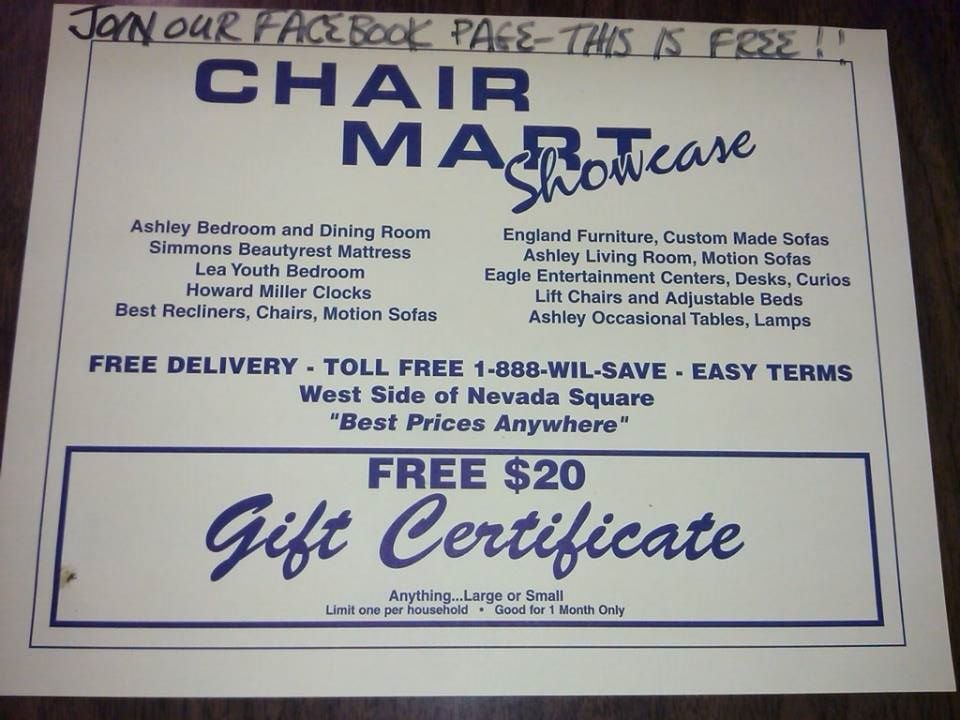 JOIN OUR FACEBOOK PAGE-THIS IS FREE!!
CHAIR
MART
Showcase
Ashley Bedroom and Dining Room
Simmons Beautyrest Mattress
Lea Youth Bedroom
Howard Miller Clocks
Best Recliners, Chairs, Motion Sofas
England Furniture, Custom Made Sofas
Ashley Living Room, Motion Sofas
Eagle Entertainment Centers, Desks, Curios
Lift Chairs and Adjustable Beds
Ashley Occasional Tables, Lamps
FREE DELIVERY - TOLL FREE 1-888-WIL-SAVE - EASY TERMS
West Side of Nevada Square
"Best Prices Anywhere"
FREE $20
Gift Certificate
Anything...Large or Small
Limit one per household • Good for 1 Month Only